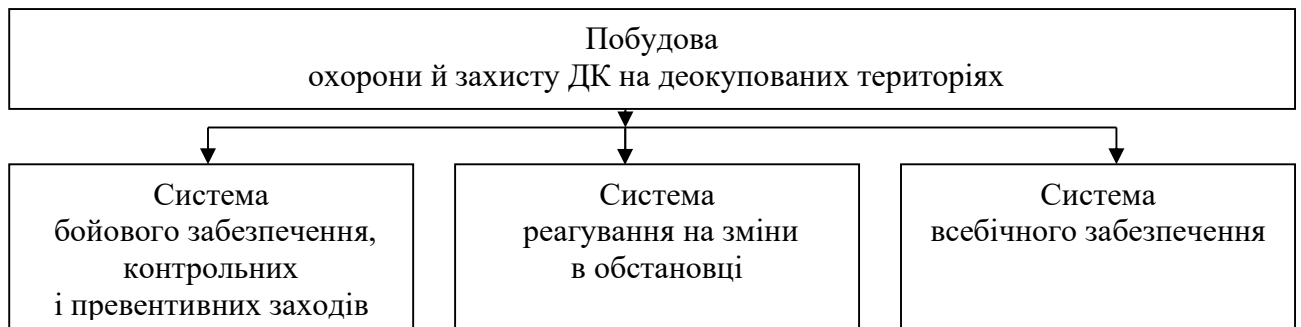 Побудова
охорони й захисту ДК на деокупованих територіях
Система
бойового забезпечення,
контрольних
і превентивних заходів
Система
реагування на зміни
в обстановці
Система
всебічного забезпечення